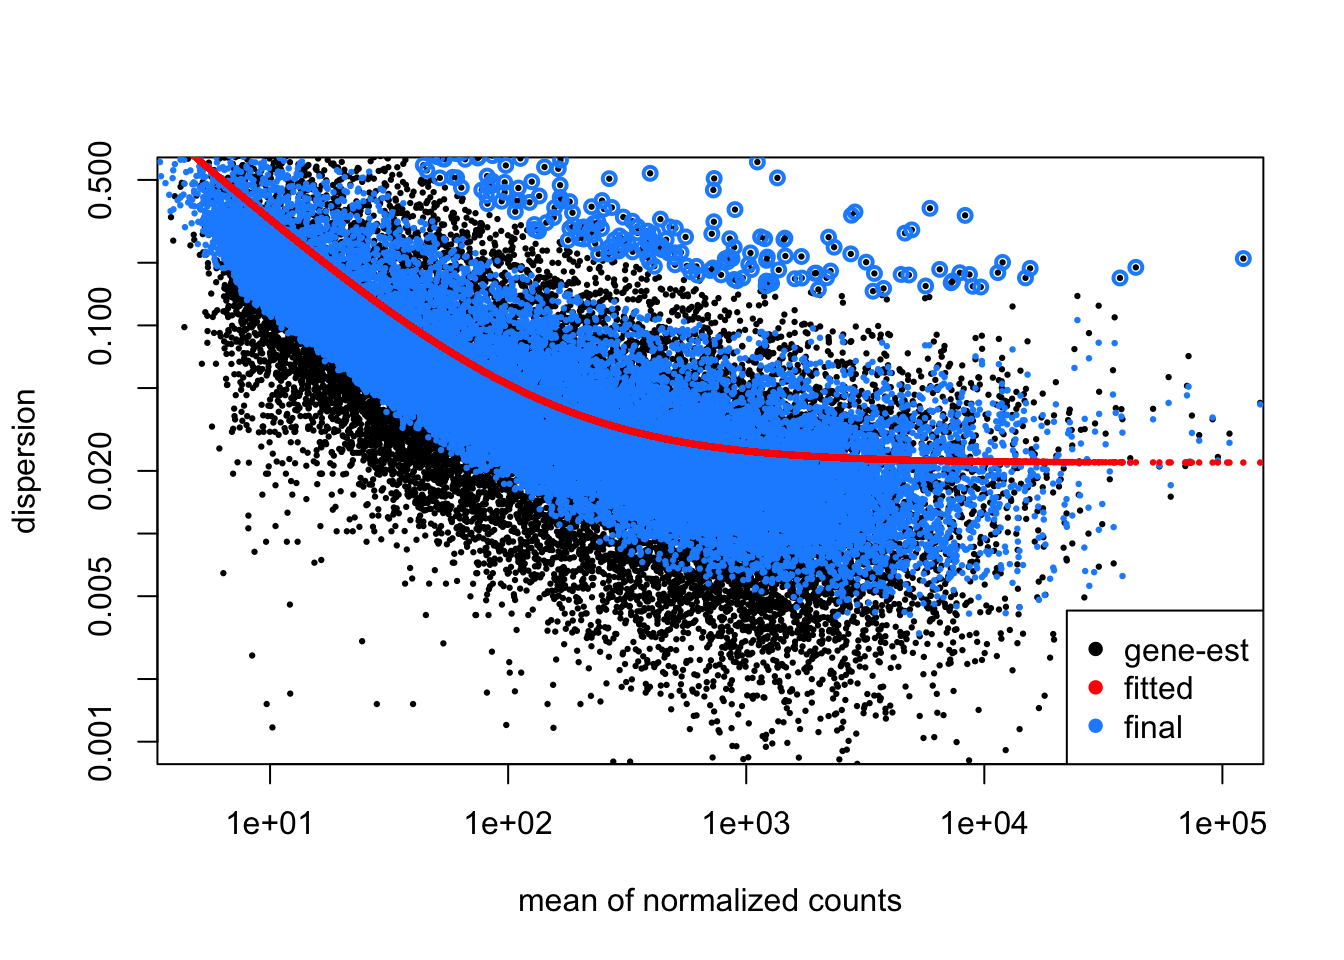 0.500
0.100
0.020
0.005
0.001
dispersion
gene-est
fitted
final
1e+01 1e+02 1e+03 1e+04 1e+05
mean of normalized counts